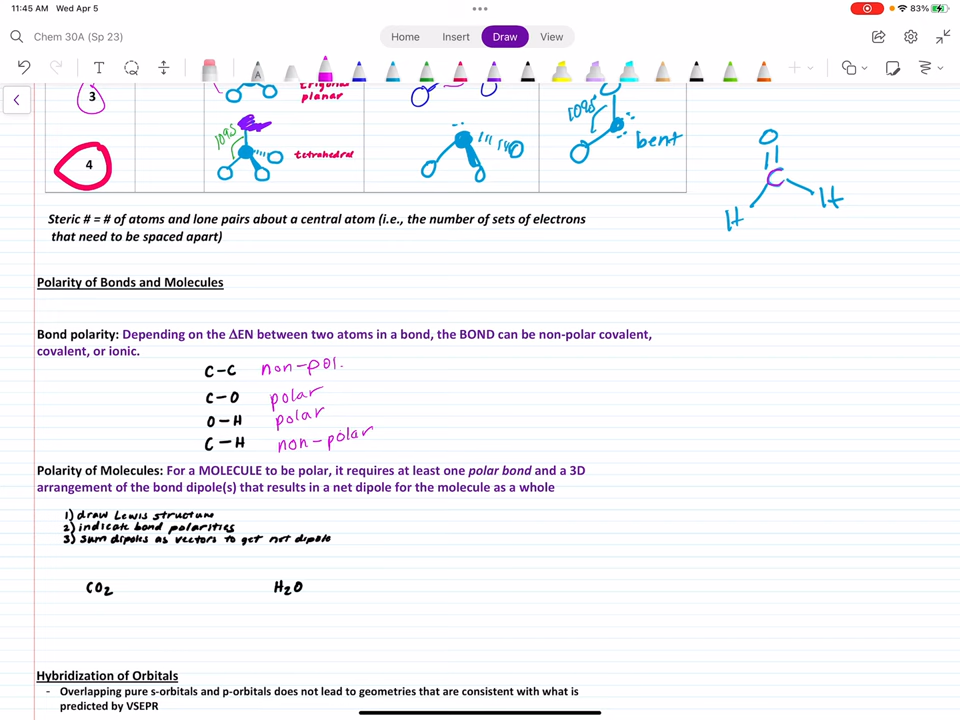 11:45 AM Wed Apr 5
83%
Chem 30A (Sp 23)
Home Insert Draw View
T
A
3
trigonal
planar
109.5
bent
4
109.5
tetrahedral
O
C
H H
Steric # = # of atoms and lone pairs about a central atom (i.e., the number of sets of electrons
that need to be spaced apart)
Polarity of Bonds and Molecules
Bond polarity: Depending on the ΔEN between two atoms in a bond, the BOND can be non-polar covalent,
covalent, or ionic.
C-C non-pol.
C-O polar
O-H polar
C-H non-polar
Polarity of Molecules: For a MOLECULE to be polar, it requires at least one polar bond and a 3D
arrangement of the bond dipole(s) that results in a net dipole for the molecule as a whole
1) draw Lewis structure
2) indicate bond polarities
3) sum dipoles as vectors to get net dipole
CO2 H2O
Hybridization of Orbitals
- Overlapping pure s-orbitals and p-orbitals does not lead to geometries that are consistent with what is
predicted by VSEPR